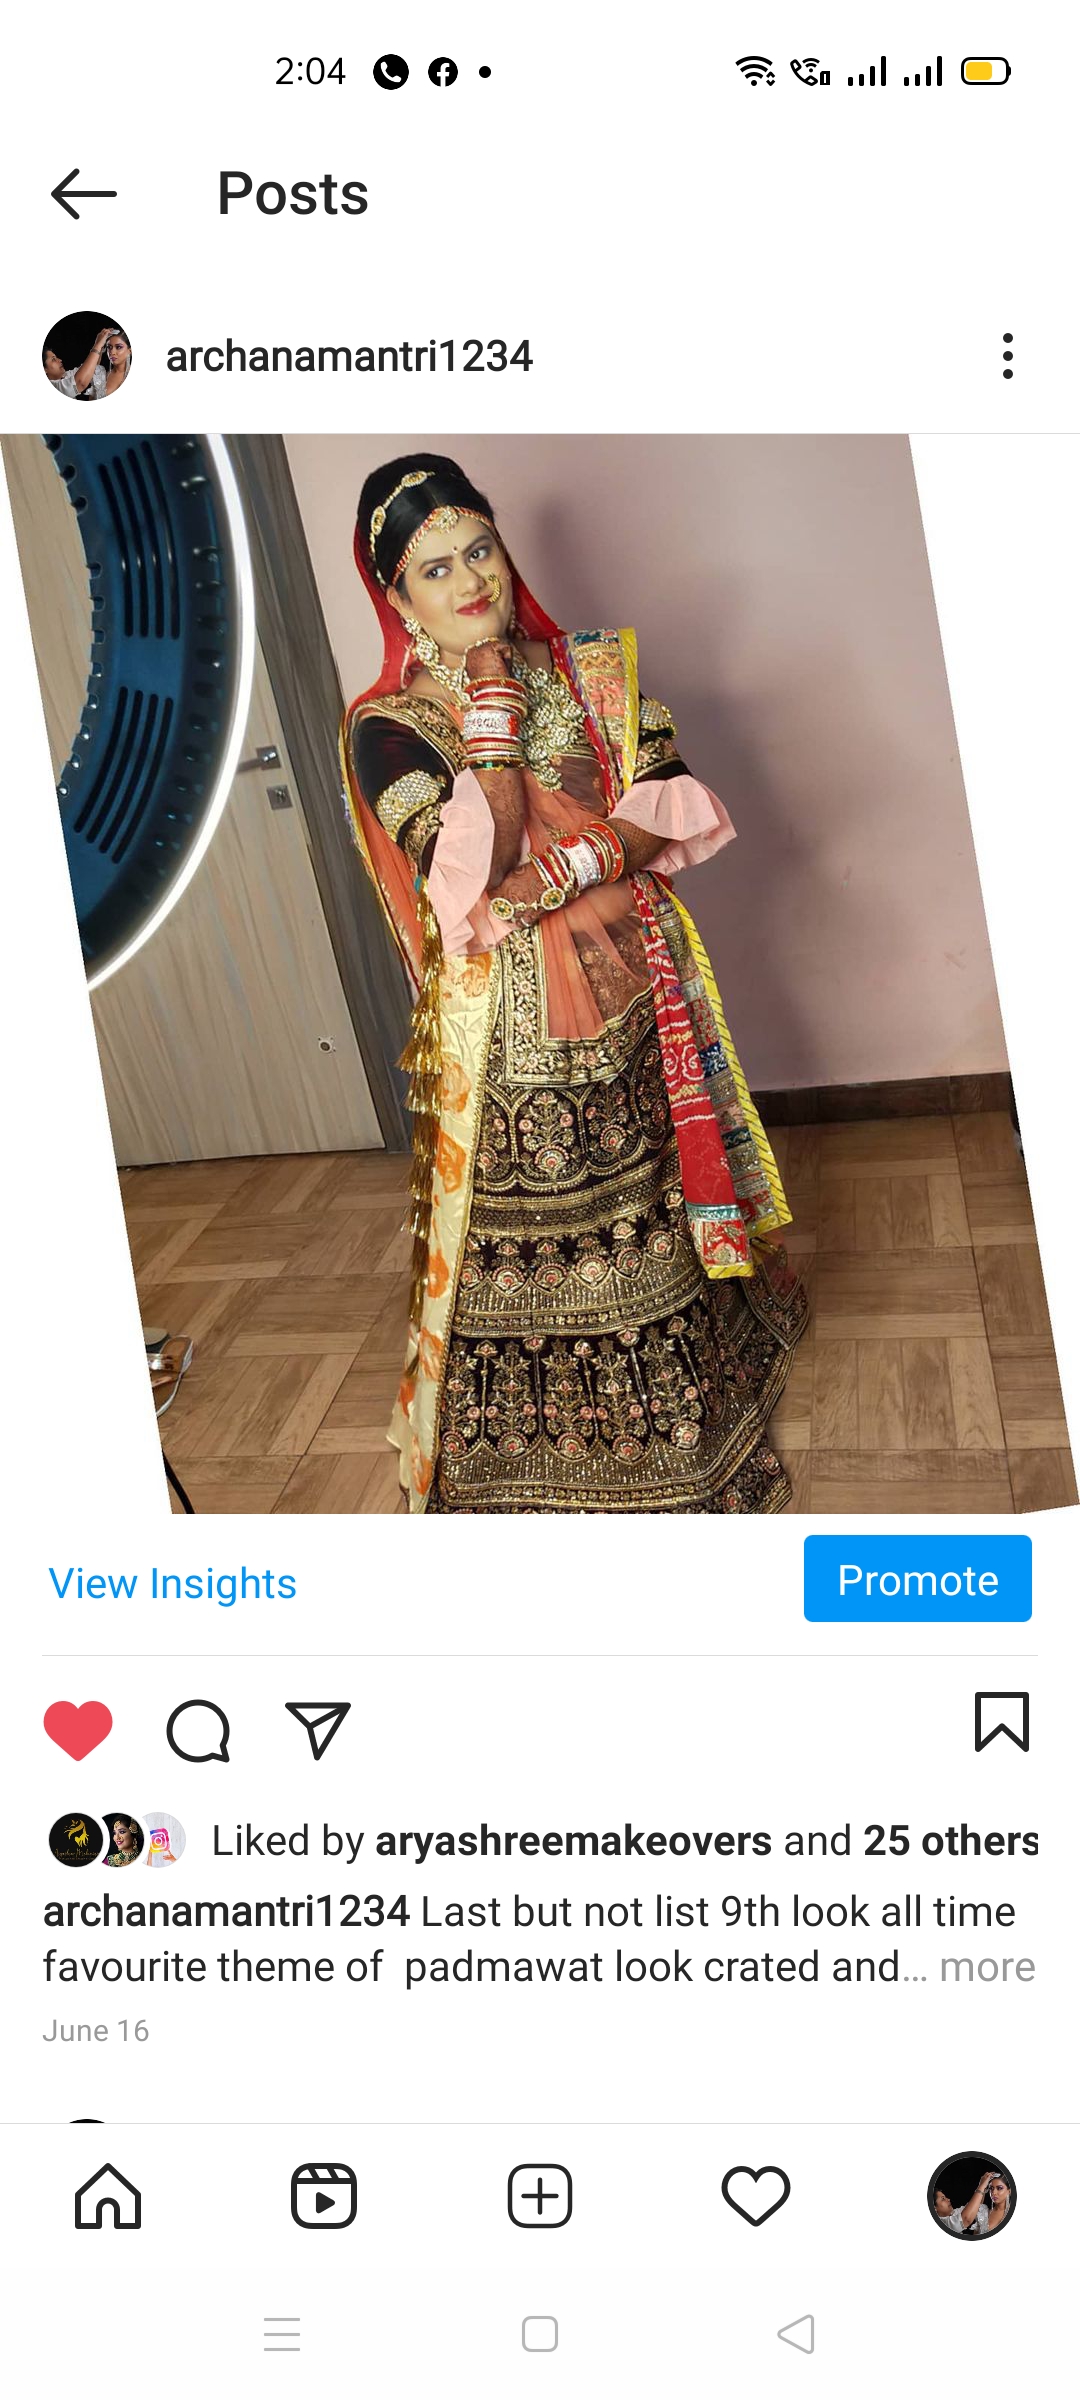 2:04
Posts
archanamantri1234
View Insights
Promote
Liked by aryashreemakeovers and 25 others
archanamantri1234 Last but not list 9th look all time
favourite theme of  padmawat look crated and... more
June 16